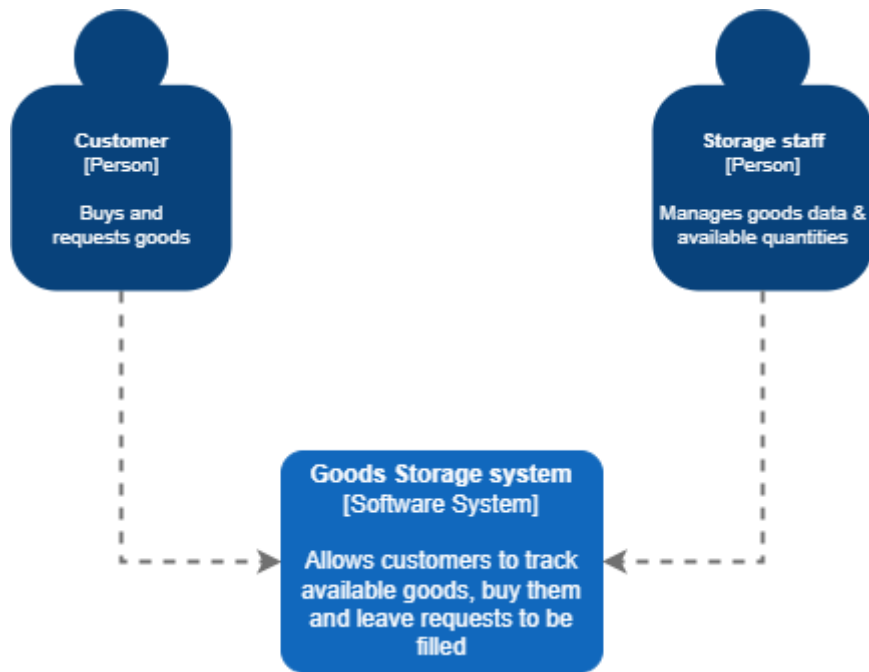 Customer
[Person]
Buys and
requests goods
Storage staff
[Person]
Manages goods data &
available quantities
Goods Storage system
[Software System]
Allows customers to track
available goods, buy them
and leave requests to be
filled